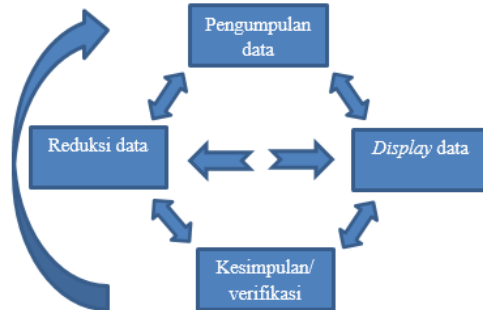 Pengumpulan
data
Reduksi data
Display data
Kesimpulan/
verifikasi